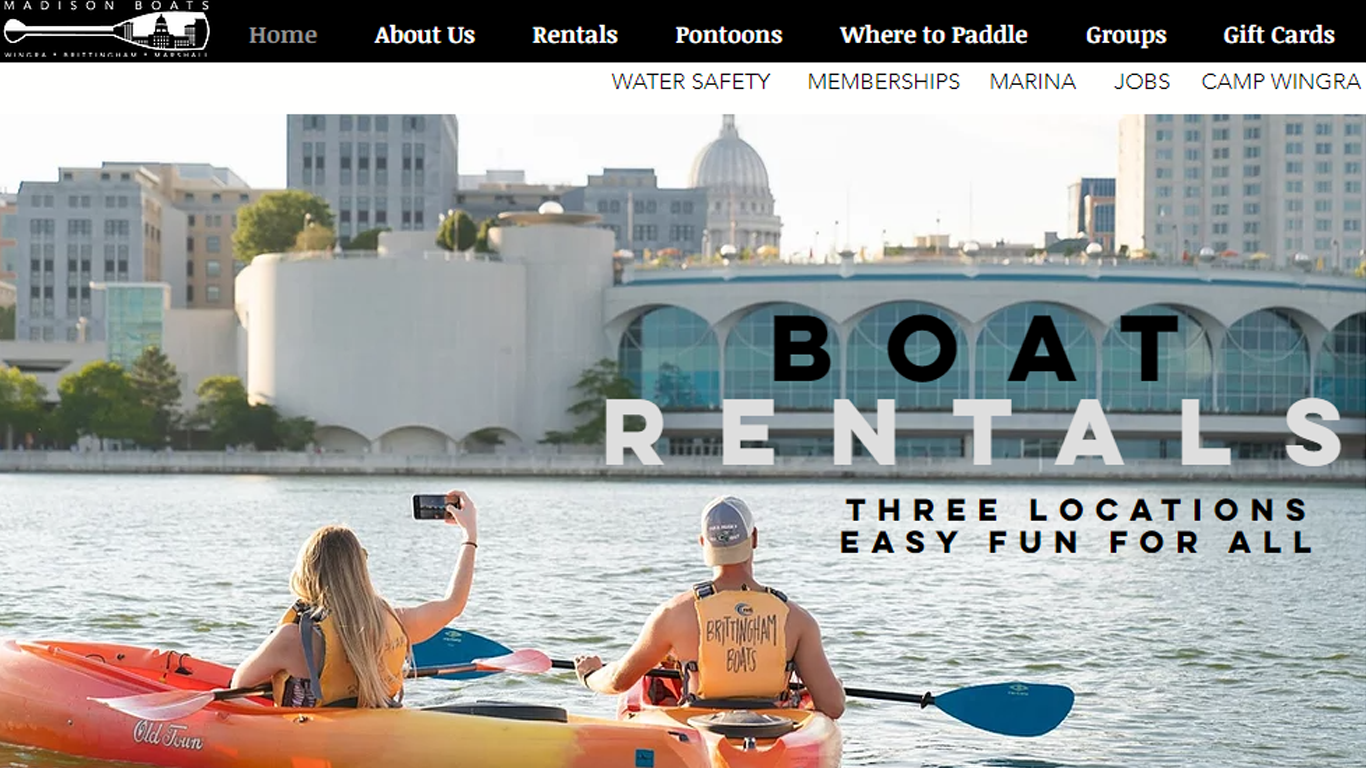 MADISON BOATS
WINGRA • BRITTINGHAM • MARSHALL
Home About Us Rentals Pontoons Where to Paddle Groups Gift Cards
WATER SAFETY MEMBERSHIPS MARINA JOBS CAMP WINGRA
BOAT
RENTALS
THREE LOCATIONS
EASY FUN FOR ALL
BRITTINGHAM
BOATS
Old Town